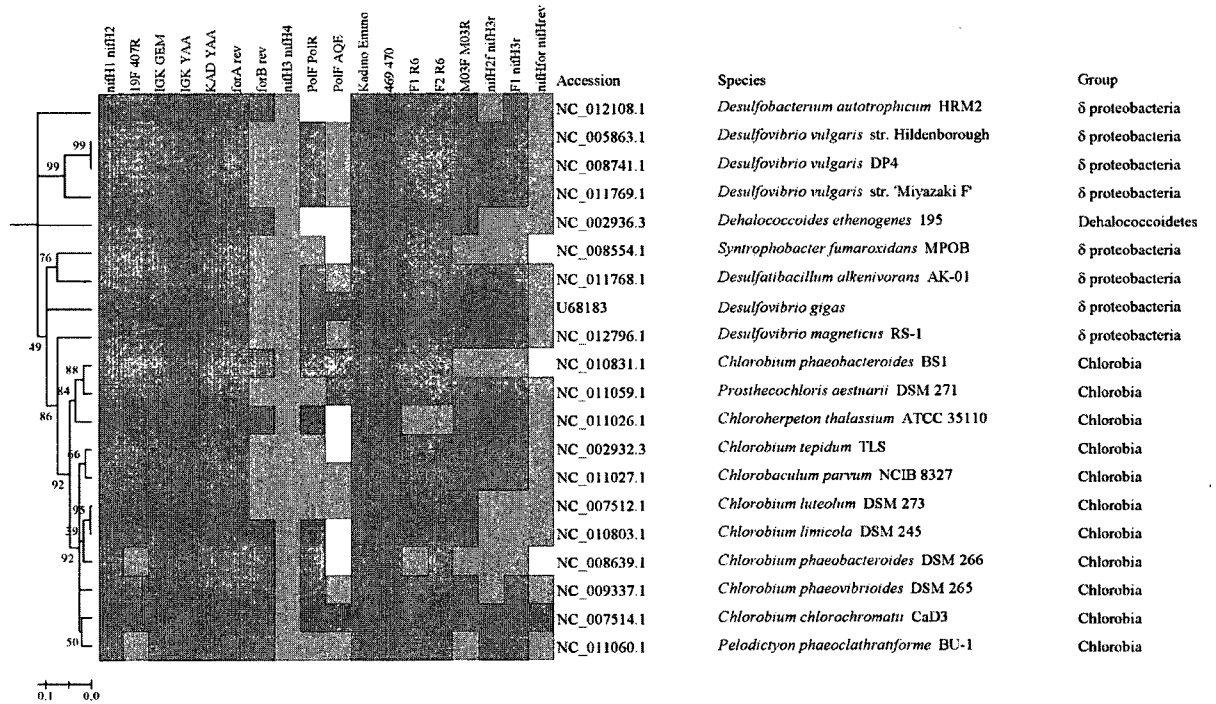 nifH1 nifH2
19F 407R
IGK GEM
IGK YAA
KAD YAA
forA rev
forB rev
nifH3 nifH4
PolF PolR
PolF AQE
Kadino Emino
469 470
F1 R6
F2 R6
M03F M03R
nifH2f nifH3r
F1 nifH3r
nifHfor nifHrev
Accession Species Group
NC_012108.1 Desulfobacterium autotrophicum HRM2 δ proteobacteria
NC_005863.1 Desulfovibrio vulgaris str. Hildenborough δ proteobacteria
NC_008741.1 Desulfovibrio vulgaris DP4 δ proteobacteria
NC_011769.1 Desulfovibrio vulgaris str. 'Miyazaki F' δ proteobacteria
NC_002936.3 Dehalococcoides ethenogenes 195 Dehalococcoidetes
NC_008554.1 Syntrophobacter fumaroxidans MPOB δ proteobacteria
NC_011768.1 Desulfatibacillum alkenivorans AK-01 δ proteobacteria
U68183 Desulfovibrio gigas δ proteobacteria
NC_012796.1 Desulfovibrio magneticus RS-1 δ proteobacteria
NC_010831.1 Chlorobium phaeobacteroides BS1 Chlorobia
NC_011059.1 Prosthecochloris aestuarii DSM 271 Chlorobia
NC_011026.1 Chloroherpeton thalassium ATCC 35110 Chlorobia
NC_002932.3 Chlorobium tepidum TLS Chlorobia
NC_011027.1 Chlorobaculum parvum NCIB 8327 Chlorobia
NC_007512.1 Chlorobium luteolum DSM 273 Chlorobia
NC_010803.1 Chlorobium limicola DSM 245 Chlorobia
NC_008639.1 Chlorobium phaeobacteroides DSM 266 Chlorobia
NC_009337.1 Chlorobium phaeovibrioides DSM 265 Chlorobia
NC_007514.1 Chlorobium chlorochromatii CaD3 Chlorobia
NC_011060.1 Pelodictyon phaeoclathratiforme BU-1 Chlorobia
99
99
76
49
88
84
86
66
92
95
39
92
50
0.1 0.0